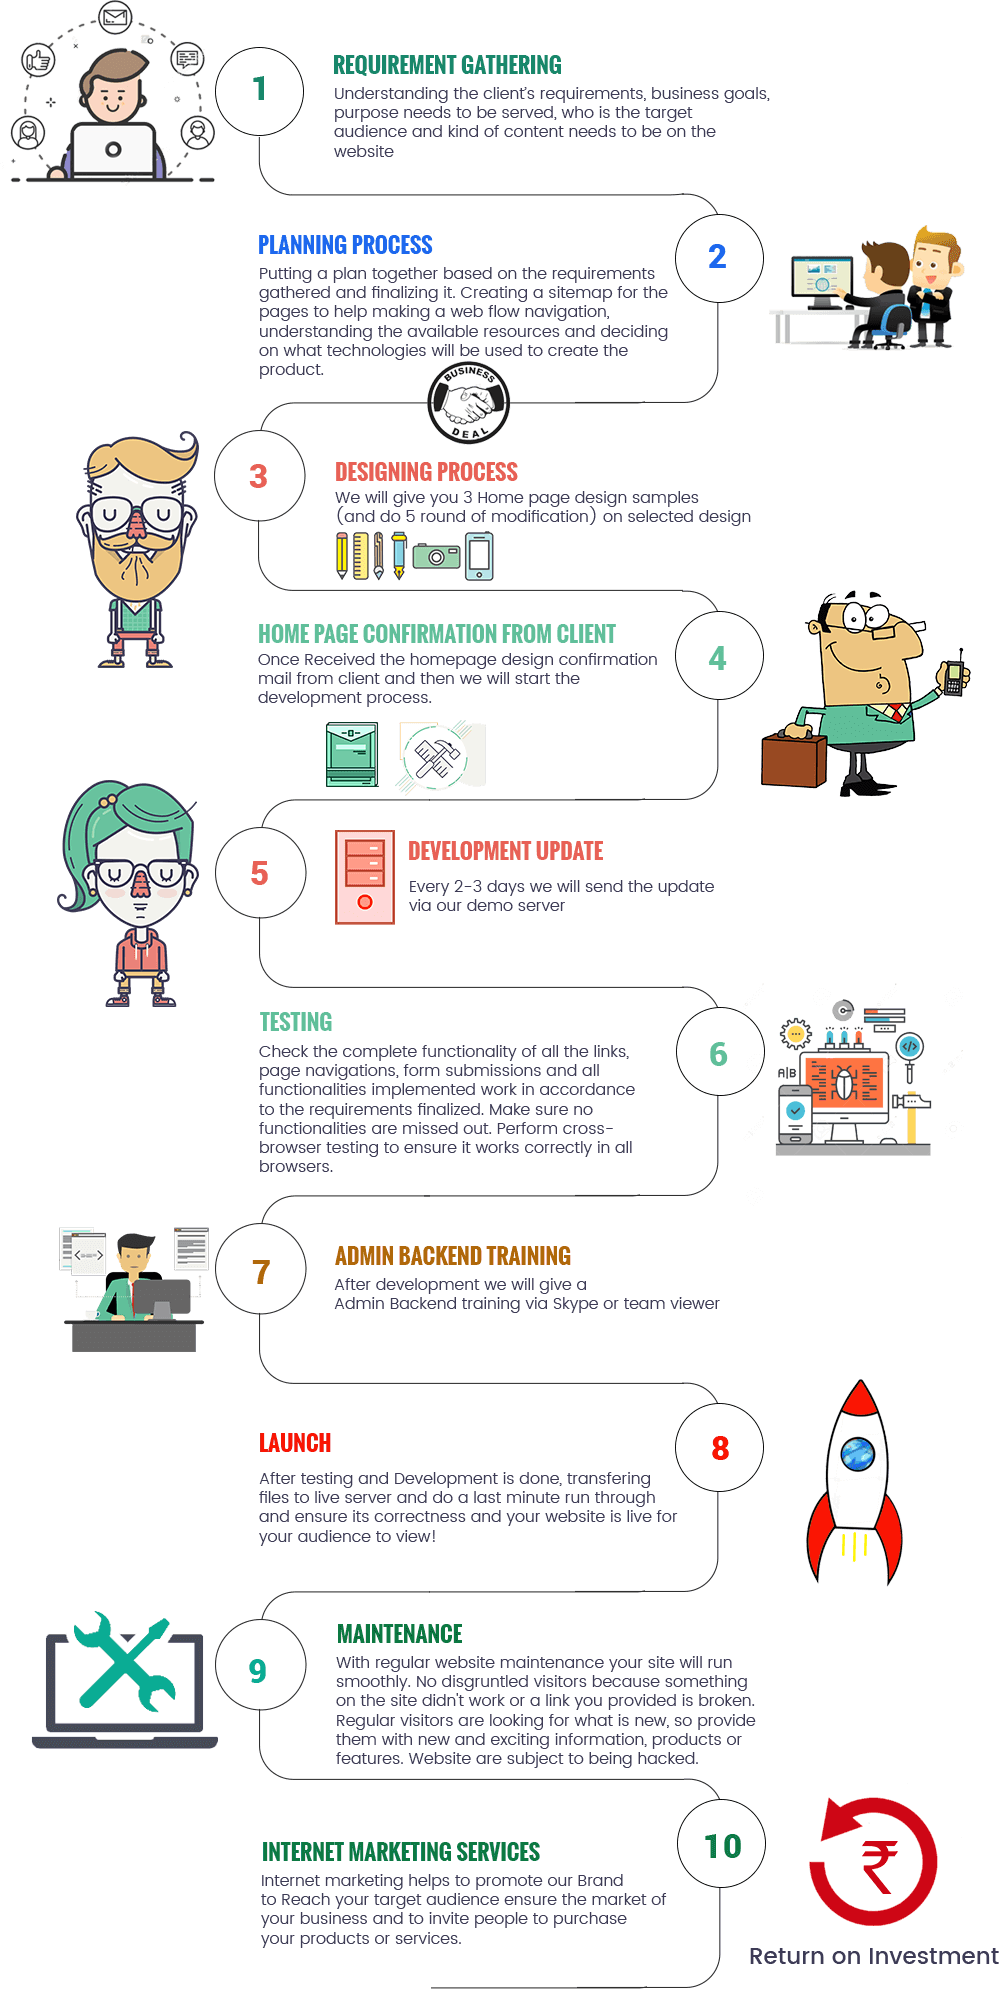 1
REQUIREMENT GATHERING
Understanding the client's requirements, business goals,
purpose needs to be served, who is the target
audience and kind of content needs to be on the
website
2
PLANNING PROCESS
Putting a plan together based on the requirements
gathered and finalizing it. Creating a sitemap for the
pages to help making a web flow navigation,
understanding the available resources and deciding
on what technologies will be used to create the
product.
BUSINESS
DEAL
3
DESIGNING PROCESS
We will give you 3 Home page design samples
(and do 5 round of modification) on selected design
4
HOME PAGE CONFIRMATION FROM CLIENT
Once Received the homepage design confirmation
mail from client and then we will start the
development process.
5
DEVELOPMENT UPDATE
Every 2-3 days we will send the update
via our demo server
6
TESTING
Check the complete functionality of all the links,
page navigations, form submissions and all
functionalities implemented work in accordance
to the requirements finalized. Make sure no
functionalities are missed out. Perform cross-
browser testing to ensure it works correctly in all
browsers.
A|B
</>
7
ADMIN BACKEND TRAINING
After development we will give a
Admin Backend training via Skype or team viewer
8
LAUNCH
After testing and Development is done, transfering
files to live server and do a last minute run through
and ensure its correctness and your website is live for
your audience to view!
9
MAINTENANCE
With regular website maintenance your site will run
smoothly. No disgruntled visitors because something
on the site didn't work or a link you provided is broken.
Regular visitors are looking for what is new, so provide
them with new and exciting information, products or
features. Website are subject to being hacked.
10
INTERNET MARKETING SERVICES
Internet marketing helps to promote our Brand
to Reach your target audience ensure the market of
your business and to invite people to purchase
your products or services.
₹
Return on Investment